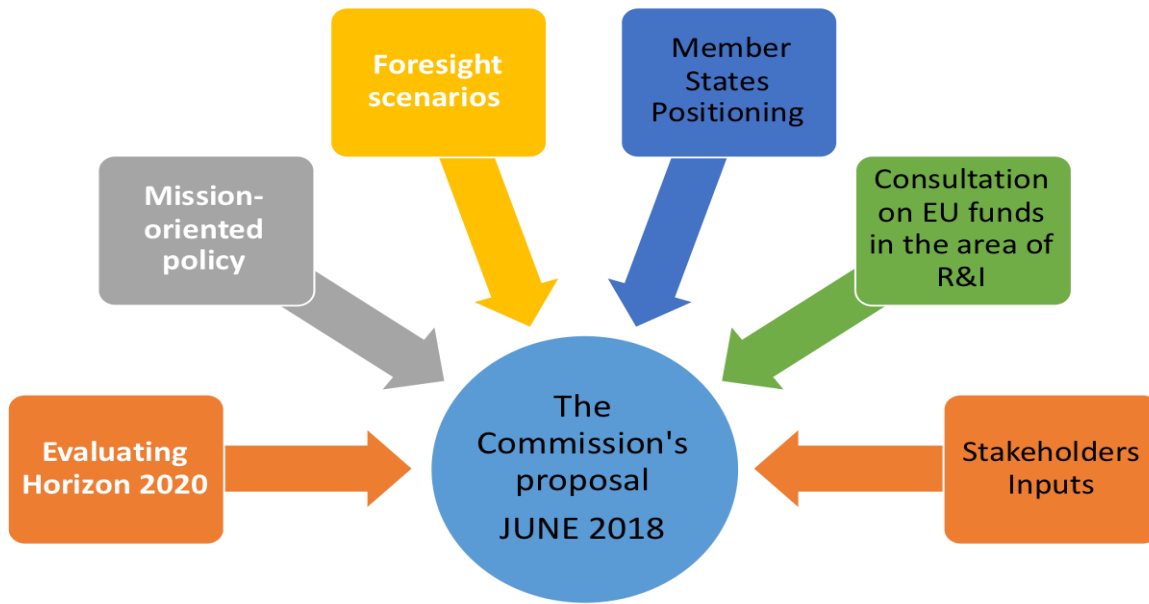 Foresight
scenarios
Member
States
Positioning
Mission-
oriented
policy
Consultation
on EU funds
in the area of
R&I
Evaluating
Horizon 2020
The
Commission's
proposal
JUNE 2018
Stakeholders
Inputs